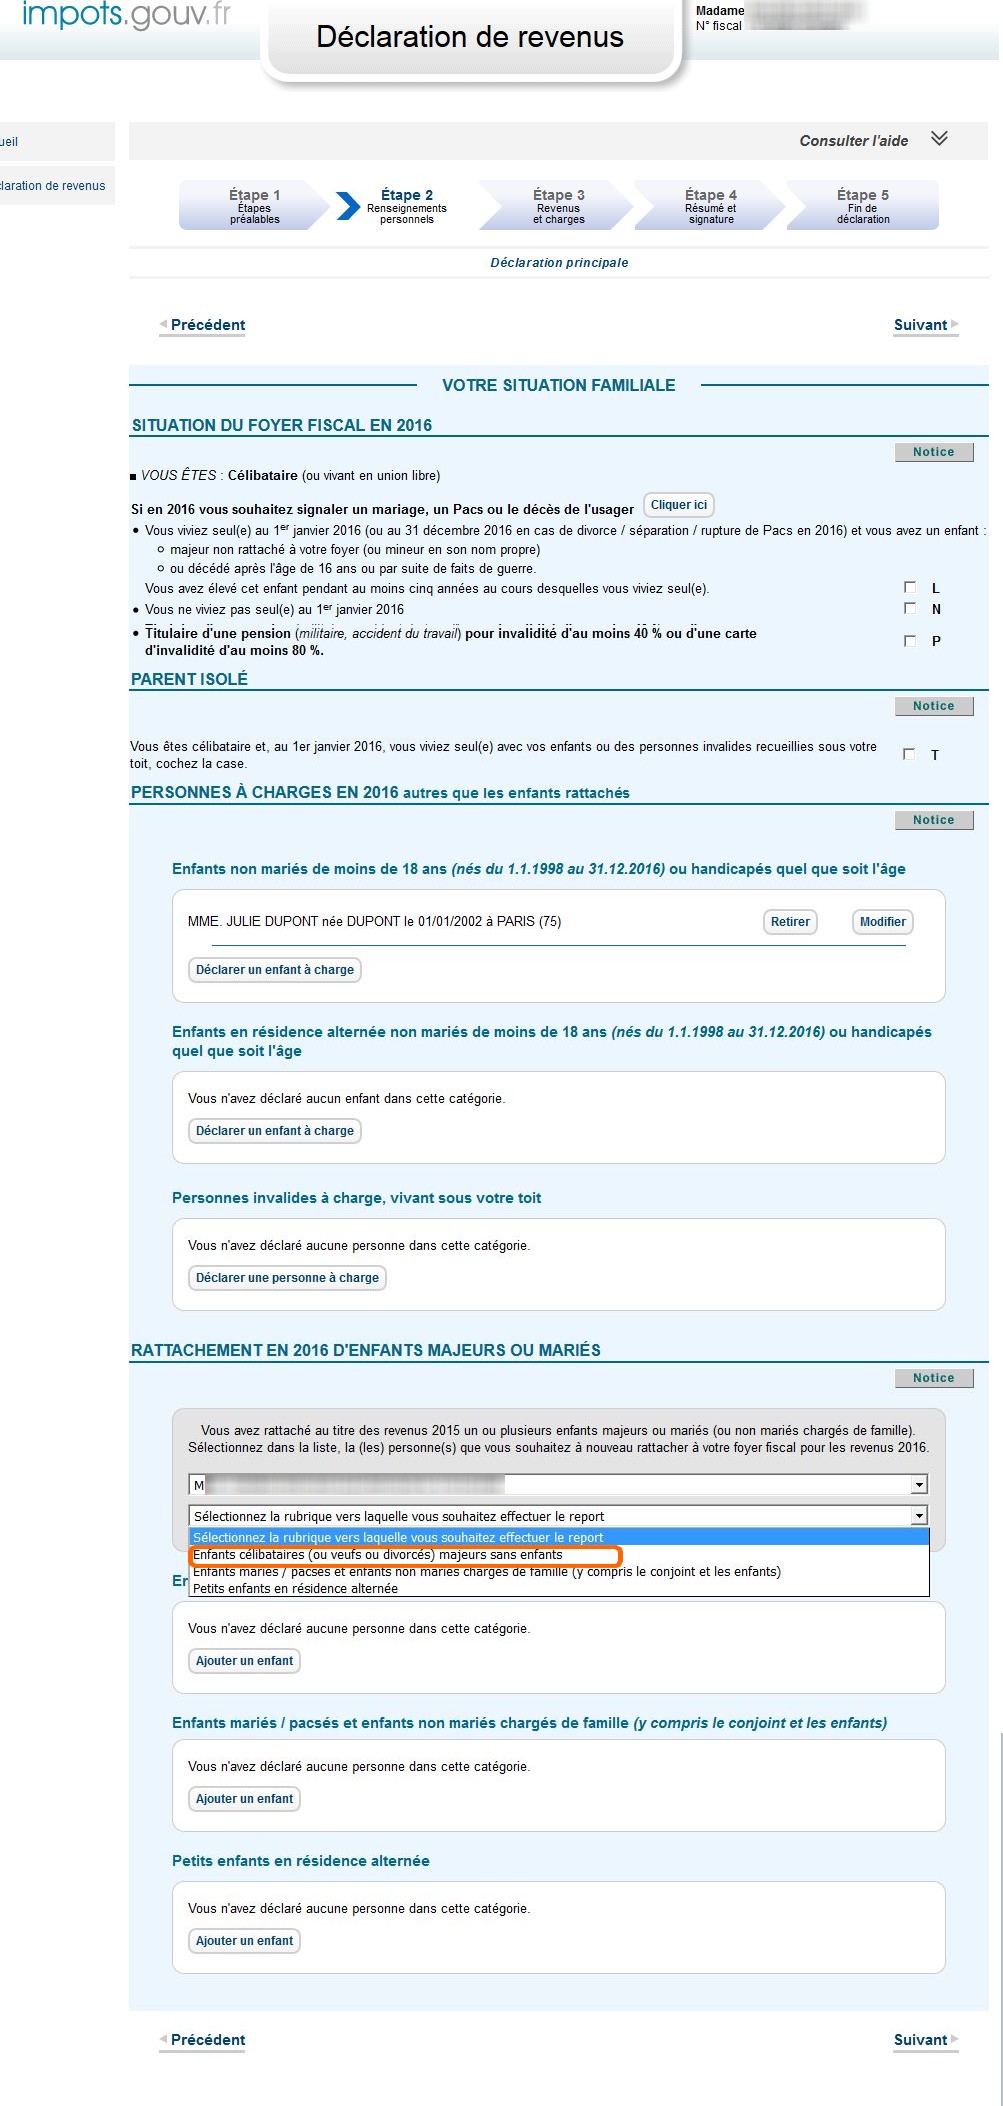 impots.gouv.fr
Déclaration de revenus
Madame
N° fiscal
ueil
Consulter l'aide
laration de revenus
Étape 1
Étapes
préalables
Étape 2
Renseignements
personnels
Étape 3
Revenus
et charges
Étape 4
Résumé et
signature
Étape 5
Fin de
déclaration
Déclaration principale
Précédent
Suivant
VOTRE SITUATION FAMILIALE
SITUATION DU FOYER FISCAL EN 2016
Notice
VOUS ÊTES : Célibataire (ou vivant en union libre)
Si en 2016 vous souhaitez signaler un mariage, un Pacs ou le décès de l'usager Cliquer ici
• Vous viviez seul(e) au 1er janvier 2016 (ou au 31 décembre 2016 en cas de divorce / séparation / rupture de Pacs en 2016) et vous avez un enfant :
majeur non rattaché à votre foyer (ou mineur en son nom propre)
ou décédé après l'âge de 16 ans ou par suite de faits de guerre.
Vous avez élevé cet enfant pendant au moins cinq années au cours desquelles vous viviez seul(e). L
• Vous ne viviez pas seul(e) au 1er janvier 2016 N
• Titulaire d'une pension (militaire, accident du travail) pour invalidité d'au moins 40 % ou d'une carte
d'invalidité d'au moins 80 %. P
PARENT ISOLÉ
Notice
Vous êtes célibataire et, au 1er janvier 2016, vous viviez seul(e) avec vos enfants ou des personnes invalides recueillies sous votre
toit, cochez la case. T
PERSONNES À CHARGES EN 2016 autres que les enfants rattachés
Notice
Enfants non mariés de moins de 18 ans (nés du 1.1.1998 au 31.12.2016) ou handicapés quel que soit l'âge
MME. JULIE DUPONT née DUPONT le 01/01/2002 à PARIS (75) Retirer Modifier
Déclarer un enfant à charge
Enfants en résidence alternée non mariés de moins de 18 ans (nés du 1.1.1998 au 31.12.2016) ou handicapés
quel que soit l'âge
Vous n'avez déclaré aucun enfant dans cette catégorie.
Déclarer un enfant à charge
Personnes invalides à charge, vivant sous votre toit
Vous n'avez déclaré aucune personne dans cette catégorie.
Déclarer une personne à charge
RATTACHEMENT EN 2016 D'ENFANTS MAJEURS OU MARIÉS
Notice
Vous avez rattaché au titre des revenus 2015 un ou plusieurs enfants majeurs ou mariés (ou non mariés chargés de famille).
Sélectionnez dans la liste, la (les) personne(s) que vous souhaitez à nouveau rattacher à votre foyer fiscal pour les revenus 2016.
M
Sélectionnez la rubrique vers laquelle vous souhaitez effectuer le report
Sélectionnez la rubrique vers laquelle vous souhaitez effectuer le report
Enfants célibataires (ou veufs ou divorcés) majeurs sans enfants
Enfants mariés / pacsés et enfants non mariés chargés de famille (y compris le conjoint et les enfants)
Er
Petits enfants en résidence alternée
Vous n'avez déclaré aucune personne dans cette catégorie.
Ajouter un enfant
Enfants mariés / pacsés et enfants non mariés chargés de famille (y compris le conjoint et les enfants)
Vous n'avez déclaré aucune personne dans cette catégorie.
Ajouter un enfant
Petits enfants en résidence alternée
Vous n'avez déclaré aucune personne dans cette catégorie.
Ajouter un enfant
Précédent
Suivant